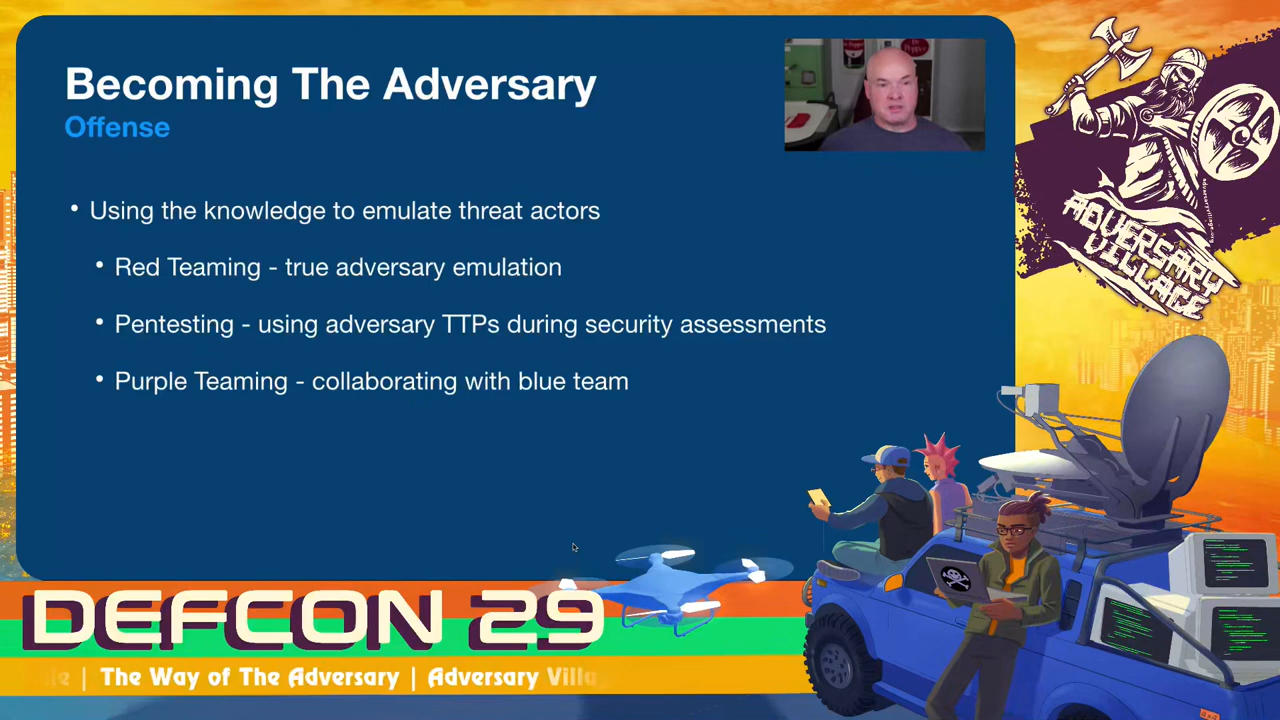 Becoming The Adversary
Offense
• Using the knowledge to emulate threat actors
• Red Teaming - true adversary emulation
• Pentesting - using adversary TTPs during security assessments
• Purple Teaming - collaborating with blue team
ADVERSARY
VILLAGE
DEFCON 29
| The Way of The Adversary | Adversary Villa